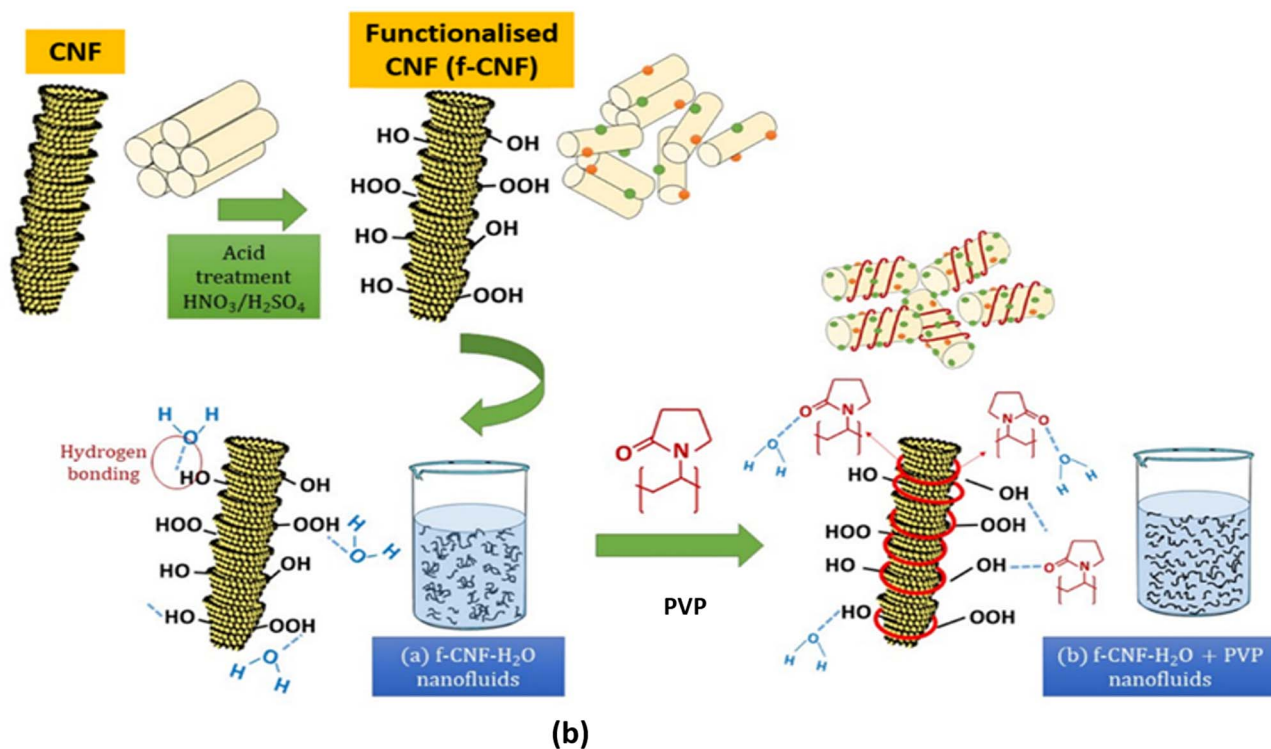 CNF
Functionalised
CNF (f-CNF)
HO
OH
HOO
OOH
HO
OH
HO
OOH
Acid
treatment
HNO₃/H₂SO₄
H
H
O
Hydrogen
bonding
HO
OH
HOO
OOH
H
O
H
HO
OH
HO
OOH
O
H
H
(a) f-CNF-H₂O
nanofluids
O
N
PVP
O
N
O
H
H
N
O
O
H
H
HO
OH
HOO
OOH
HO
OH
O
N
HO
OOH
O
H
H
(b) f-CNF-H₂O + PVP
nanofluids
(b)